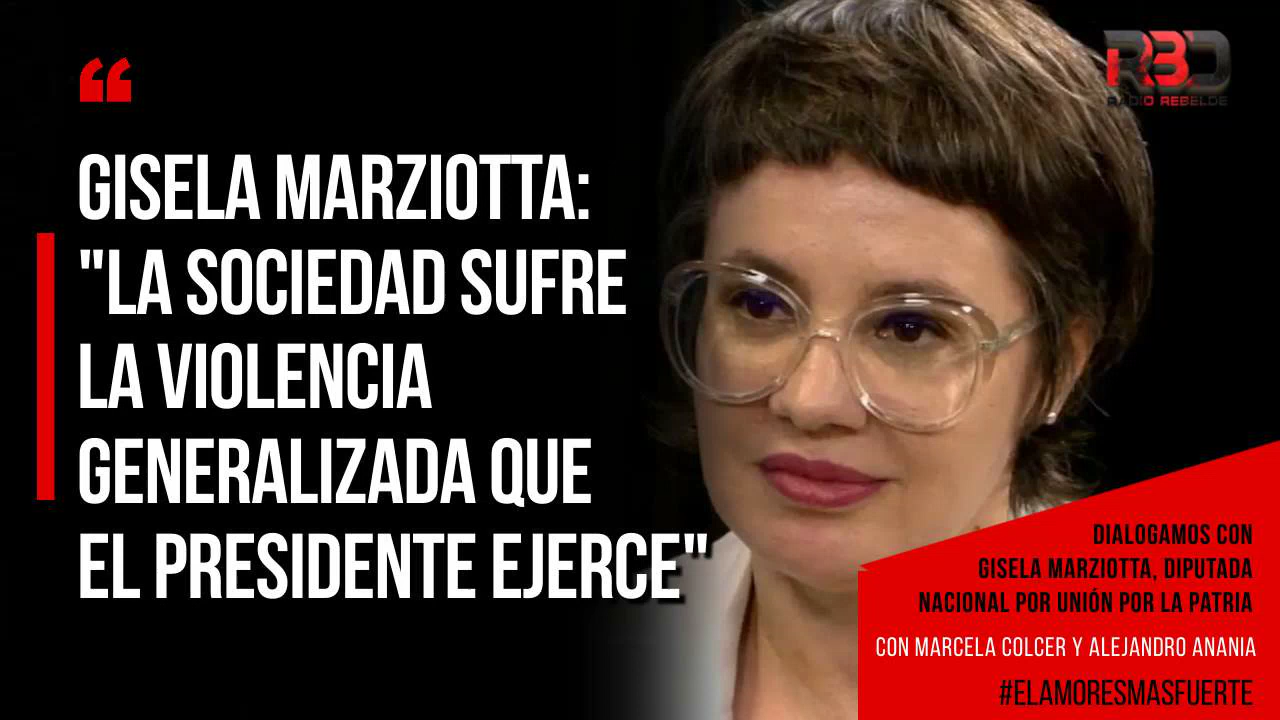 RBD
RADIO REBELDE
“
GISELA MARZIOTTA:
"LA SOCIEDAD SUFRE
LA VIOLENCIA
GENERALIZADA QUE
EL PRESIDENTE EJERCE"
DIALOGAMOS CON
GISELA MARZIOTTA, DIPUTADA
NACIONAL POR UNIÓN POR LA PATRIA
CON MARCELA COLCER Y ALEJANDRO ANANIA
#ELAMORESMASFUERTE